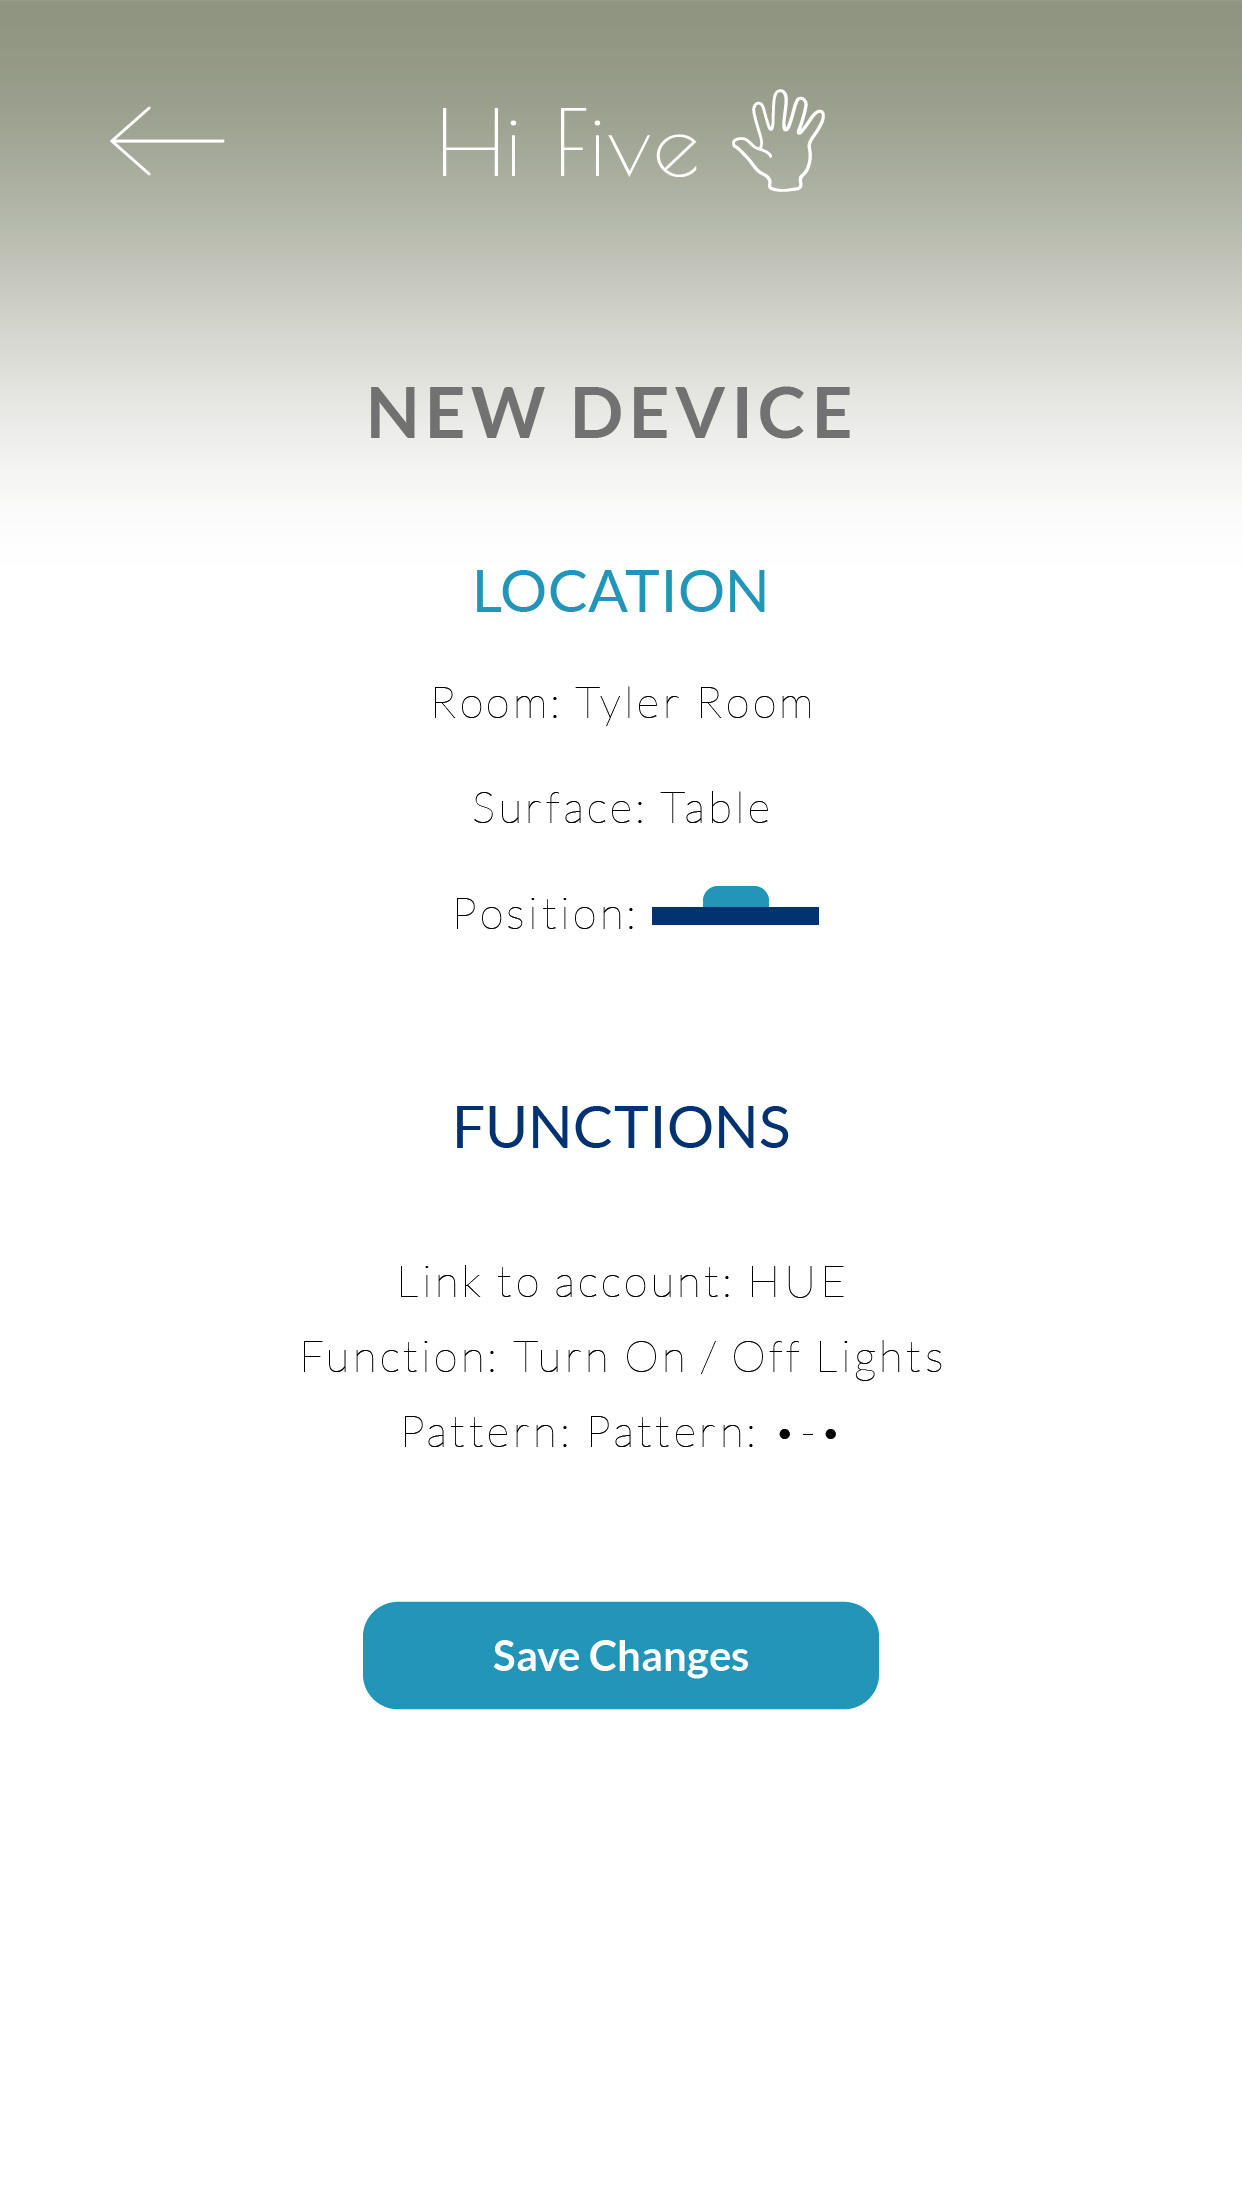 Hi Five
NEW DEVICE
LOCATION
Room: Tyler Room
Surface: Table
Position:
FUNCTIONS
Link to account: HUE
Function: Turn On / Off Lights
Pattern: Pattern: •-•
Save Changes